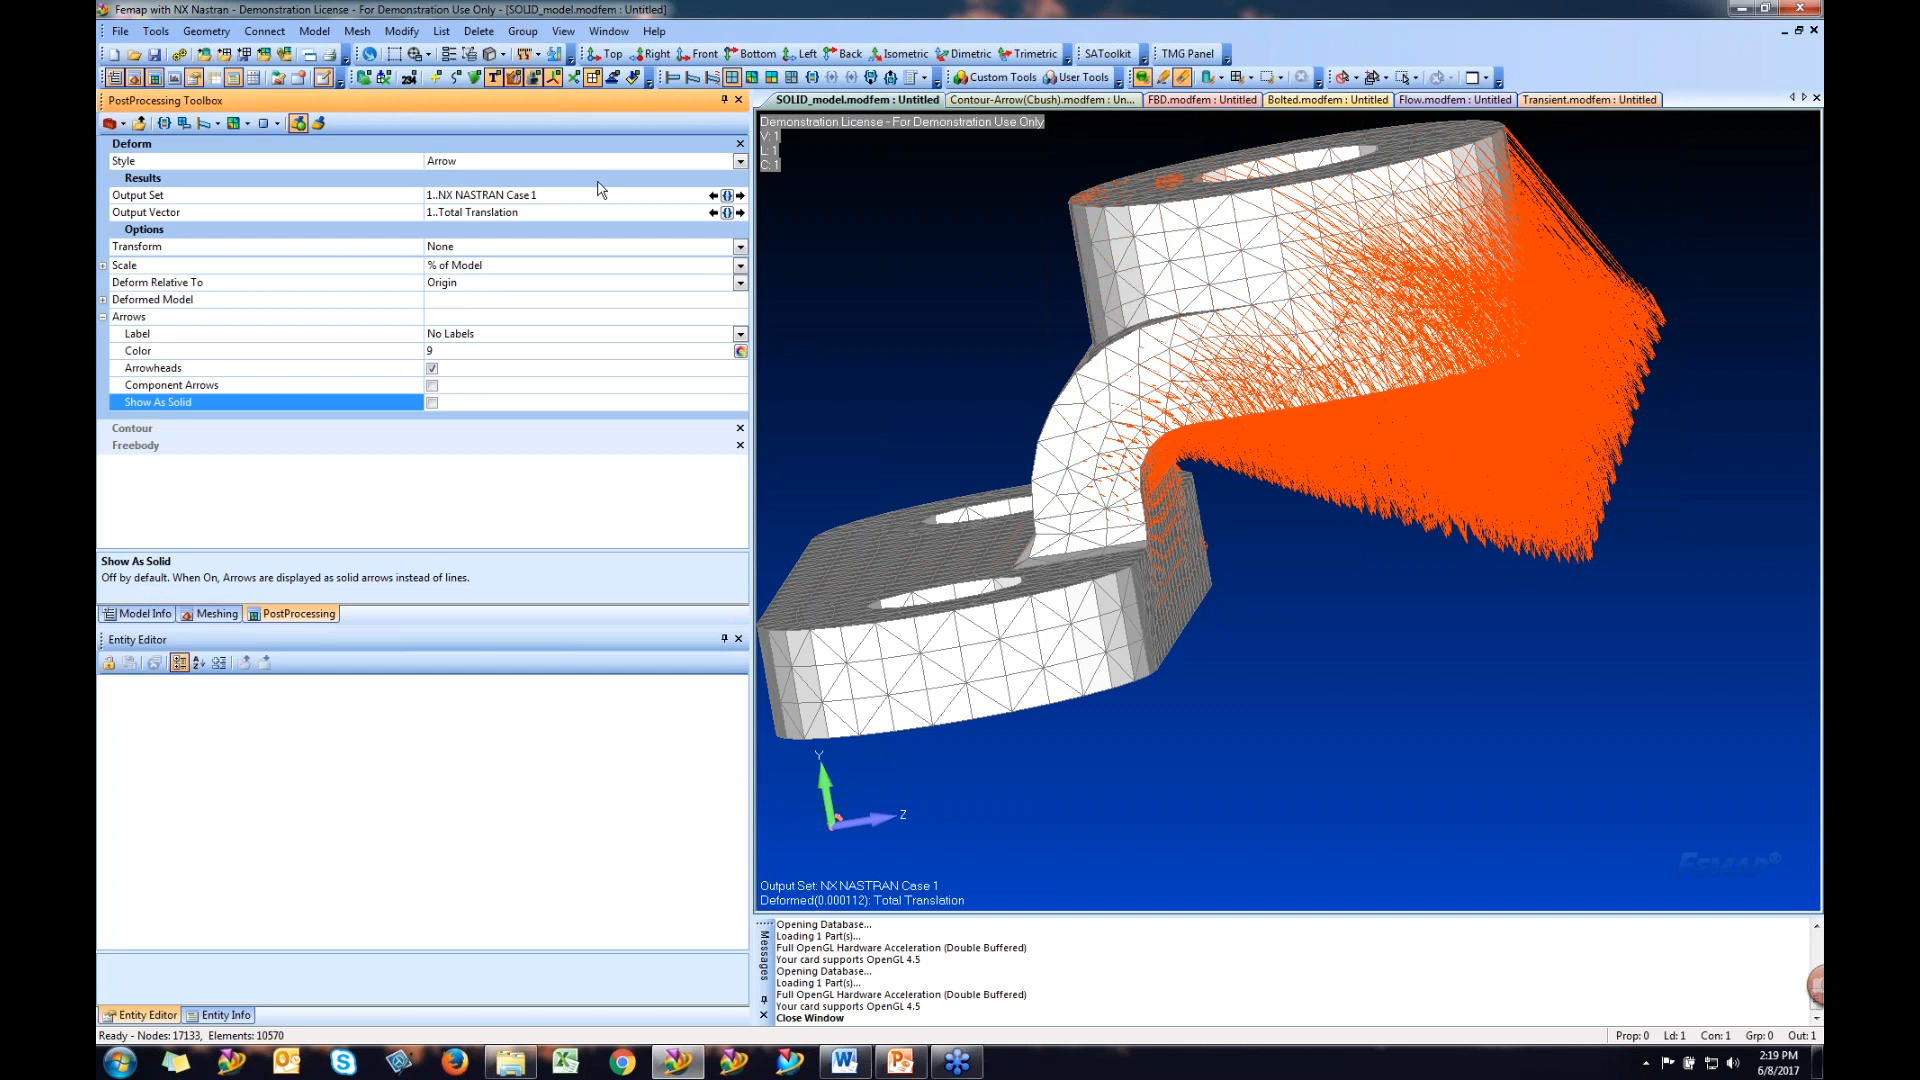 Femap with NX Nastran - Demonstration License - For Demonstration Use Only - [SOLID_model.modfem : Untitled]
File Tools Geometry Connect Model Mesh Modify List Delete Group View Window Help
Top Right Front Bottom Left Back Isometric Dimetric Trimetric SAToolkit TMG Panel
234 Custom Tools User Tools
PostProcessing Toolbox
SOLID_model.modfem : Untitled Contour-Arrow(Cbush).modfem : Un... FBD.modfem : Untitled Bolted.modfem : Untitled Flow.modfem : Untitled Transient.modfem : Untitled
Demonstration License - For Demonstration Use Only
V: 1
L: 1
C: 1
Deform
Style Arrow
Results
Output Set 1..NX NASTRAN Case 1
Output Vector 1..Total Translation
Options
Transform None
Scale % of Model
Deform Relative To Origin
Deformed Model
Arrows
Label No Labels
Color 9
Arrowheads
Component Arrows
Show As Solid
Contour
Freebody
Show As Solid
Off by default. When On, Arrows are displayed as solid arrows instead of lines.
Model Info Meshing PostProcessing
Entity Editor
Y
Z
FEMAP®
Output Set: NX NASTRAN Case 1
Deformed(0.000112): Total Translation
Messages
Opening Database...
Loading 1 Part(s)...
Full OpenGL Hardware Acceleration (Double Buffered)
Your card supports OpenGL 4.5
Opening Database...
Loading 1 Part(s)...
Full OpenGL Hardware Acceleration (Double Buffered)
Your card supports OpenGL 4.5
Close Window
Entity Editor Entity Info
Ready - Nodes: 17133, Elements: 10570
Prop: 0 Ld: 1 Con: 1 Grp: 0 Out: 1
2:19 PM
6/8/2017